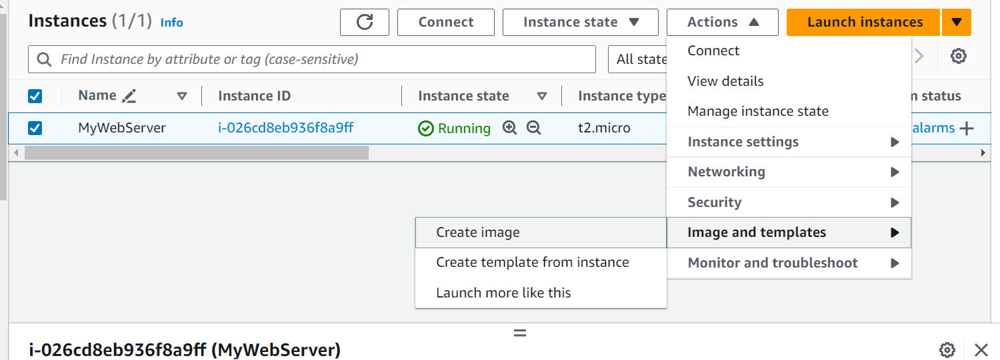 Instances (1/1) Info
Connect
Instance state
Actions
Launch instances
Find Instance by attribute or tag (case-sensitive)
All state
Connect
View details
Manage instance state
Instance settings
Networking
Security
Image and templates
Monitor and troubleshoot
Name
Instance ID
Instance state
Instance type
n status
MyWebServer
i-026cd8eb936f8a9ff
Running
t2.micro
alarms
Create image
Create template from instance
Launch more like this
i-026cd8eb936f8a9ff (MyWebServer)